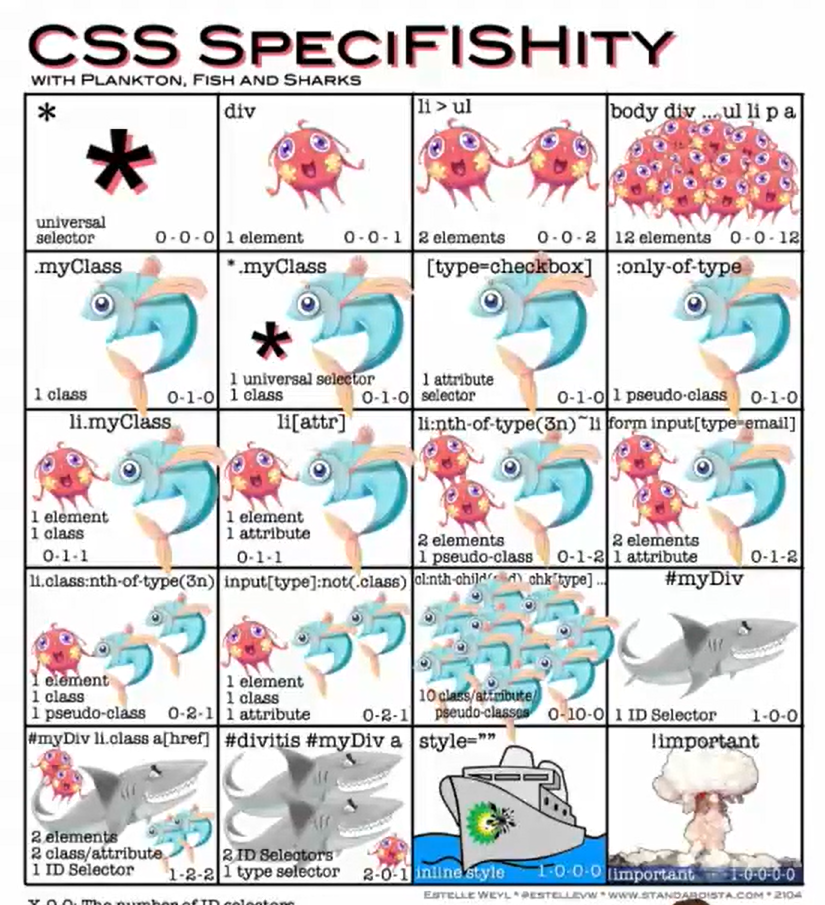 CSS SpeciFISHity
with Plankton, Fish and Sharks
*
*
universal
selector 0-0-0
div
1 element 0-0-1
li > ul
2 elements 0-0-2
body div ... ul li p a
12 elements 0-0-12
.myClass
1 class 0-1-0
*.myClass
*
1 universal selector
1 class 0-1-0
[type=checkbox]
1 attribute
selector 0-1-0
:only-of-type
1 pseudo-class 0-1-0
li.myClass
1 element
1 class
0-1-1
li[attr]
1 element
1 attribute
0-1-1
li:nth-of-type(3n)~li
2 elements
1 pseudo-class 0-1-2
form input[type=email]
2 elements
1 attribute 0-1-2
li.class:nth-of-type(3n)
1 element
1 class
1 pseudo-class 0-2-1
input[type]:not(.class)
1 element
1 class
1 attribute 0-2-1
chk[type] ...
10 class/attribute/
pseudo-classes 0-10-0
#myDiv
1 ID Selector 1-0-0
#myDiv li.class a[href]
2 elements
2 class/attribute
1 ID Selector 1-2-2
#divitis #myDiv a
2 ID Selectors
1 type selector 2-0-1
style=""
inline style 1-0-0-0
!important
!important 1-0-0-0-0
Estelle Weyl * @estellevw * www.standardista.com * 2104
X-0-0: The number of ID selectors